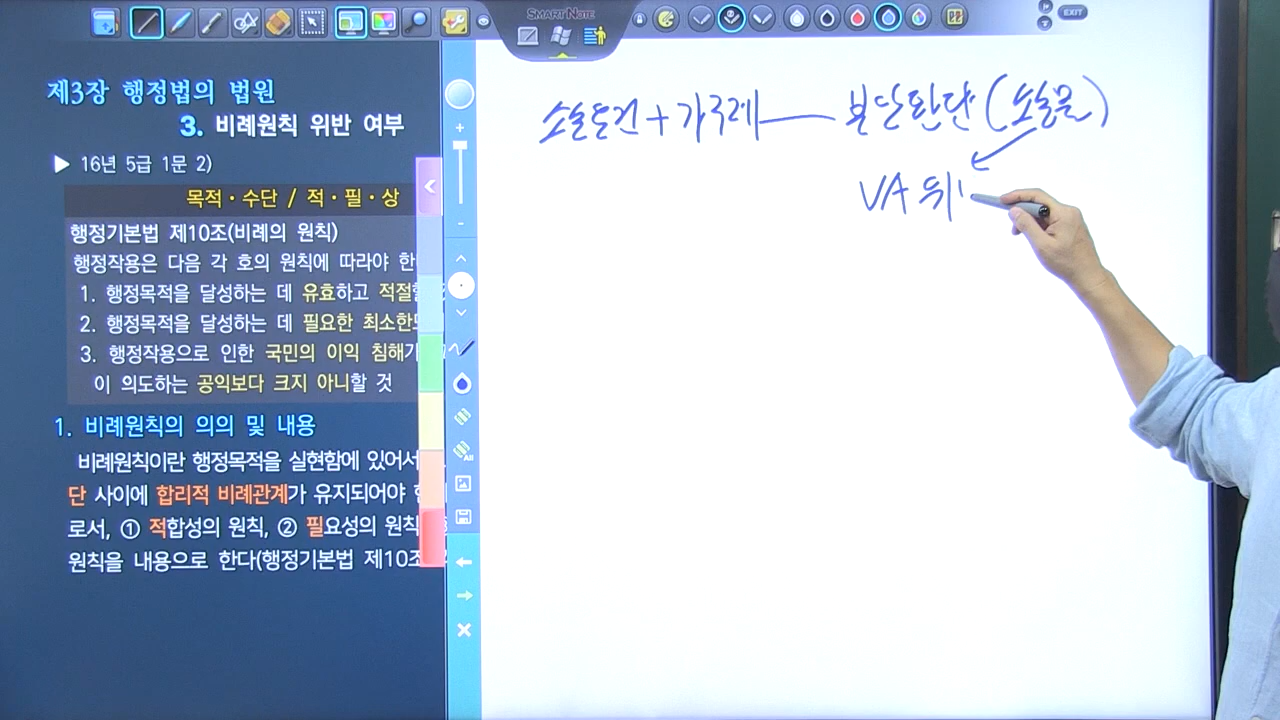 SMART NOTE
EXIT
제3장 행정법의 법원
3. 비례원칙 위반 여부
▶ 16년 5급 1문 2)
목적·수단 / 적·필·상
행정기본법 제10조(비례의 원칙)
행정작용은 다음 각 호의 원칙에 따라야 한
1. 행정목적을 달성하는 데 유효하고 적절
2. 행정목적을 달성하는 데 필요한 최소한
3. 행정작용으로 인한 국민의 이익 침해가
이 의도하는 공익보다 크지 아니할 것
1. 비례원칙의 의의 및 내용
비례원칙이란 행정목적을 실현함에 있어서
단 사이에 합리적 비례관계가 유지되어야
로서, ① 적합성의 원칙, ② 필요성의 원칙
원칙을 내용으로 한다(행정기본법 제10조
All
소송요건 + 가구제 — 본안판단 (소송물)
VA 위